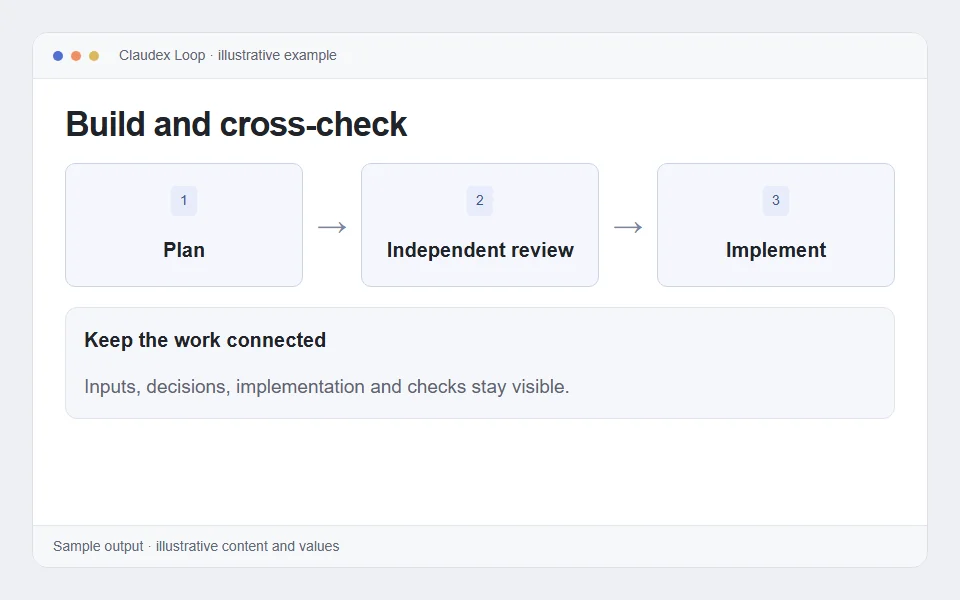 Claudex Loop · illustrative example
Build and cross-check
1
Plan
→
2
Independent review
→
3
Implement
Keep the work connected
Inputs, decisions, implementation and checks stay visible.
Sample output · illustrative content and values